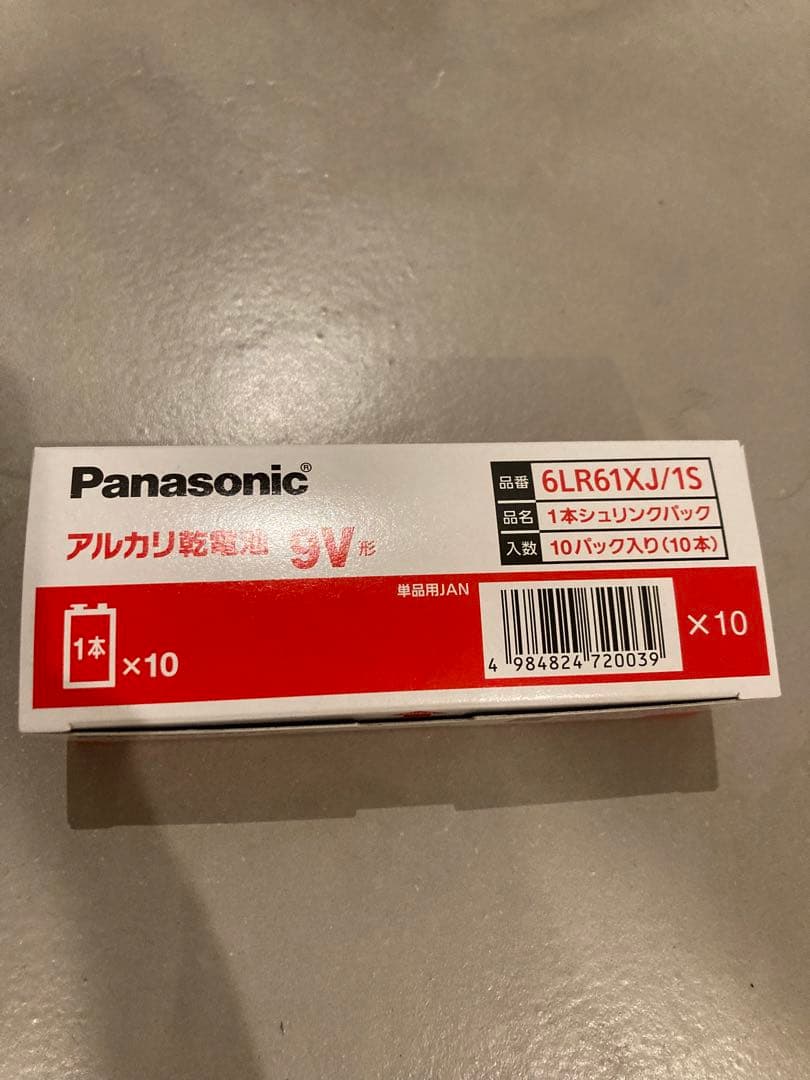 Panasonic®
アルカリ乾電池 9V形
品番 6LR61XJ/1S
品名 1本シュリンクパック
入数 10パック入り(10本)
単品用JAN
1本 ×10
4 984824 720039
×10